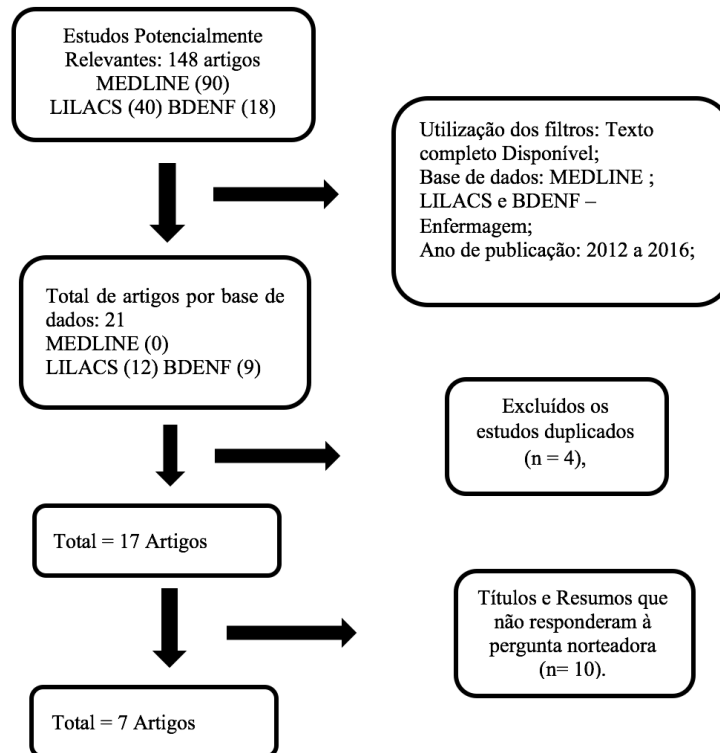 Estudos Potencialmente
Relevantes: 148 artigos
MEDLINE (90)
LILACS (40) BDENF (18)
Utilização dos filtros: Texto
completo Disponível;
Base de dados: MEDLINE ;
LILACS e BDENF –
Enfermagem;
Ano de publicação: 2012 a 2016;
Total de artigos por base de
dados: 21
MEDLINE (0)
LILACS (12) BDENF (9)
Excluídos os
estudos duplicados
(n = 4),
Total = 17 Artigos
Títulos e Resumos que
não responderam à
pergunta norteadora
(n= 10).
Total = 7 Artigos